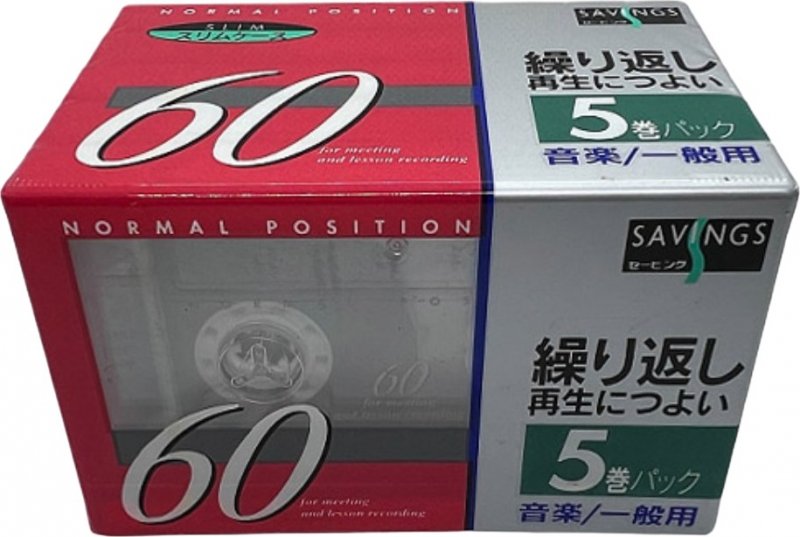 NORMAL POSITION
SLIM
スリムケース
60
for meeting
and lesson recording
SAVINGS
セービング
繰り返し
再生につよい
5巻パック
音楽/一般用
NORMAL POSITION
60
for meeting
and lesson recording
60
for meeting
and lesson recording
SAVINGS
セービング
繰り返し
再生につよい
5巻パック
音楽/一般用